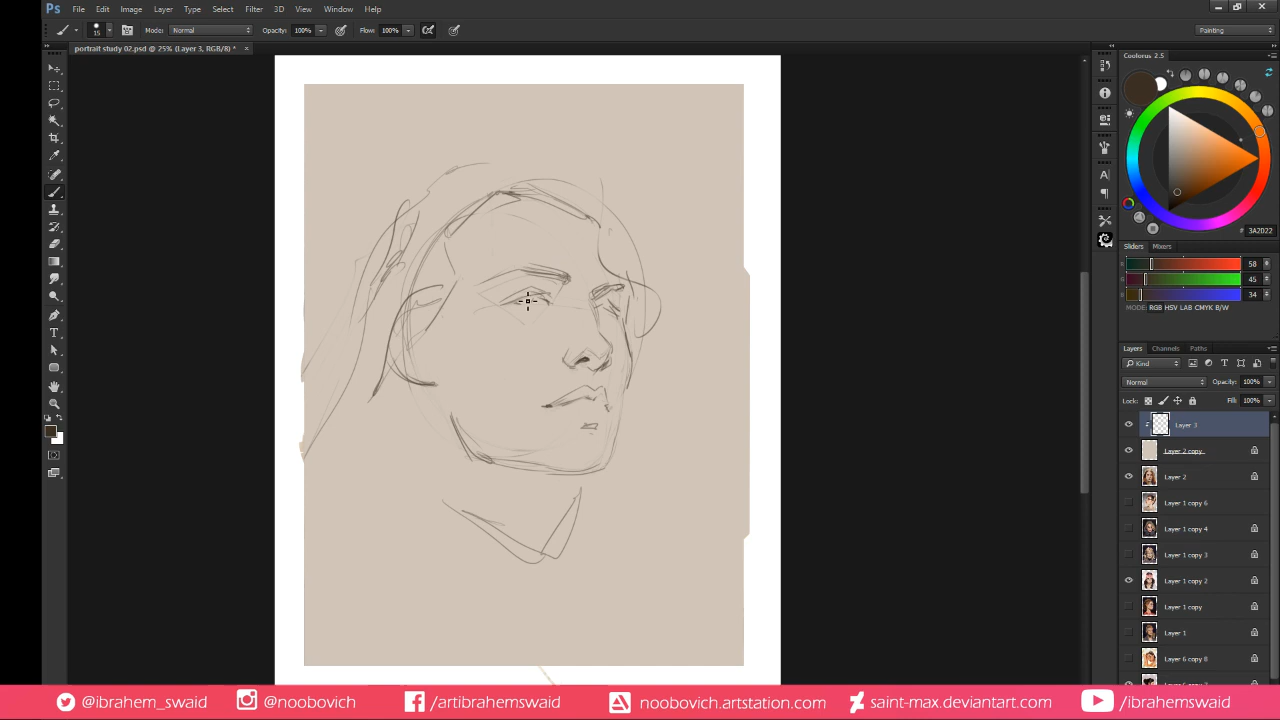 Ps File Edit Image Layer Type Select Filter 3D View Window Help
15 Mode: Normal Opacity: 100% Flow: 100% Painting
portrait study 02.psd @ 25% (Layer 3, RGB/8) * ×
Coolorus 2.5
# 3A2D22
Sliders Mixers
R 58
G 45
B 34
MODE: RGB HSV LAB CMYK B/W
Layers Channels Paths
Kind
Normal Opacity: 100%
Lock: Fill: 100%
Layer 3
Layer 2 copy
Layer 2
Layer 1 copy 6
Layer 1 copy 4
Layer 1 copy 3
Layer 1 copy 2
Layer 1 copy
Layer 1
Layer 6 copy 8
@ibrahem_swaid @noobovich /artibrahemswaid noobovich.artstation.com saint-max.deviantart.com /ibrahemswaid